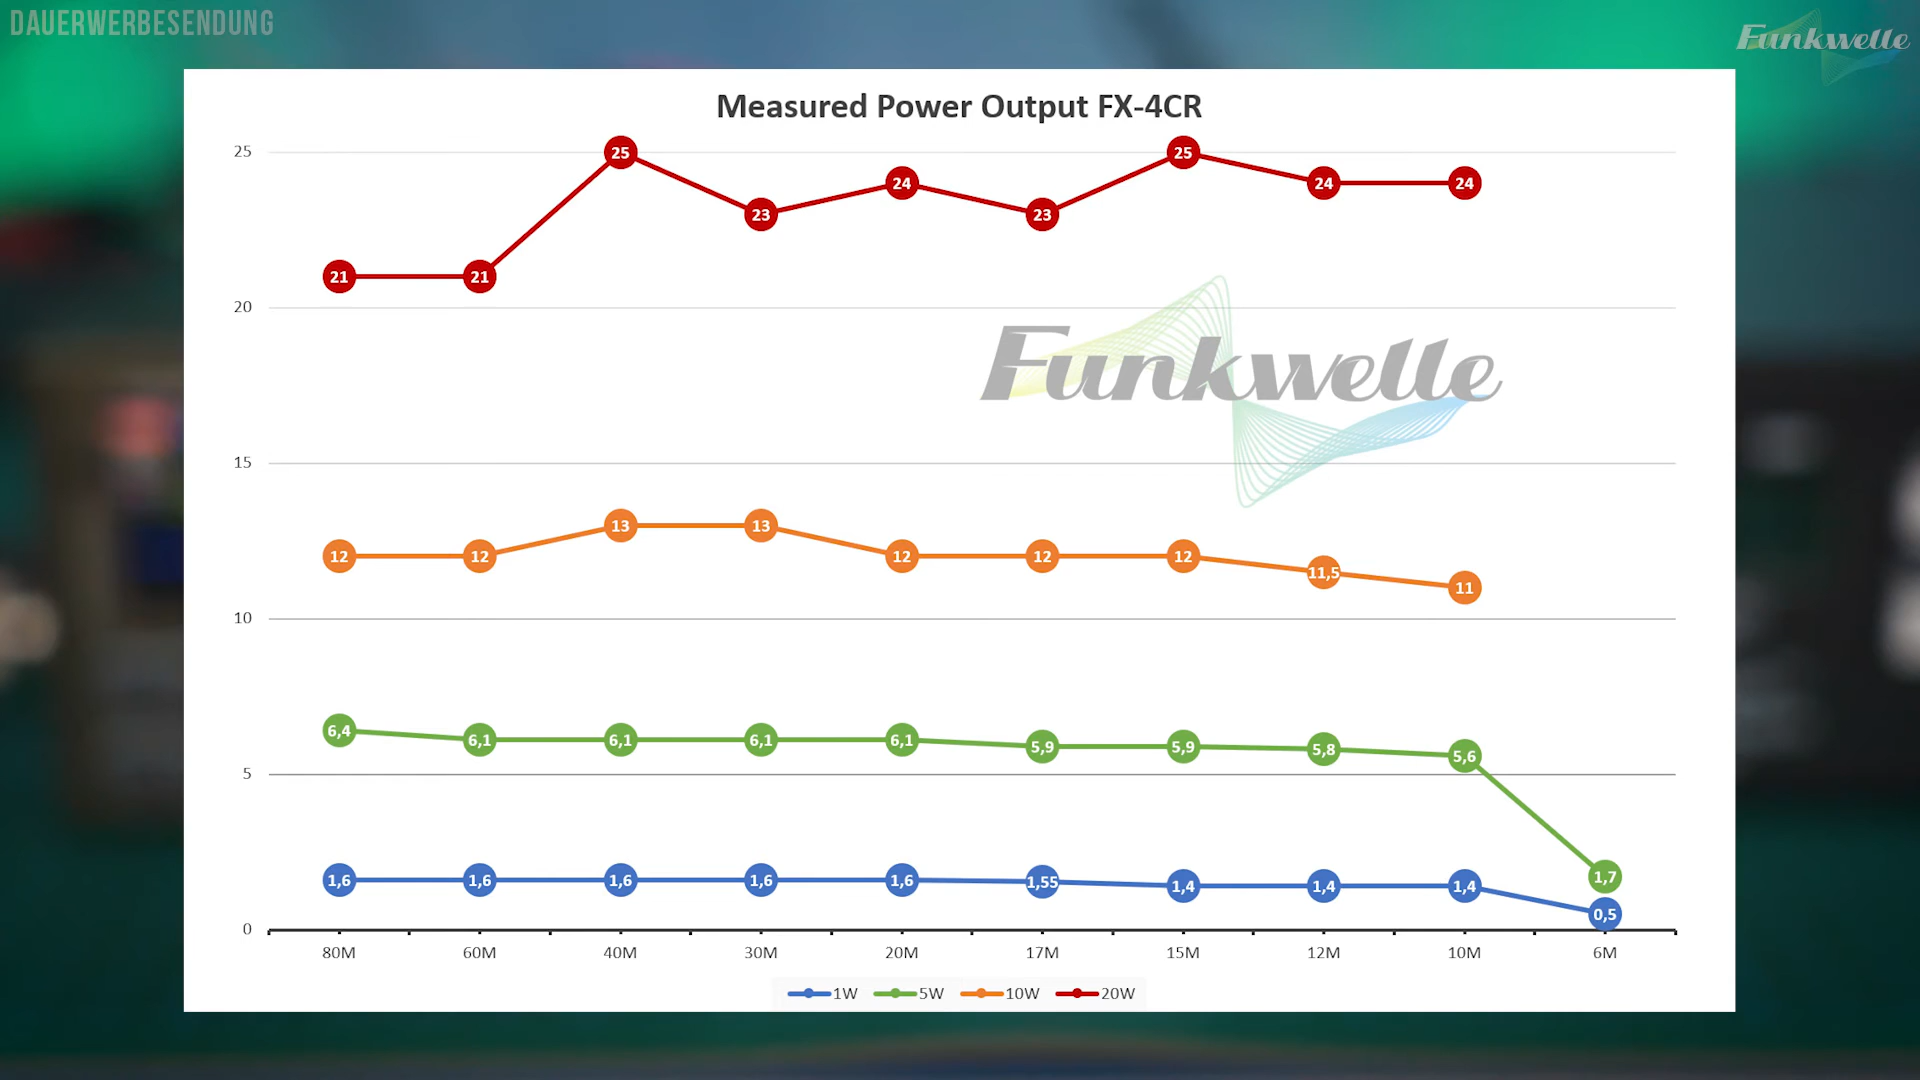 DAUERWERBESENDUNG
Funkwelle
Measured Power Output FX-4CR
25
20
15
10
5
0
21 21 25 23 24 23 25 24 24
Funkwelle
12 12 13 13 12 12 12 11,5 11
6,4 6,1 6,1 6,1 6,1 5,9 5,9 5,8 5,6 1,7
1,6 1,6 1,6 1,6 1,6 1,55 1,4 1,4 1,4 0,5
80M 60M 40M 30M 20M 17M 15M 12M 10M 6M
1W 5W 10W 20W